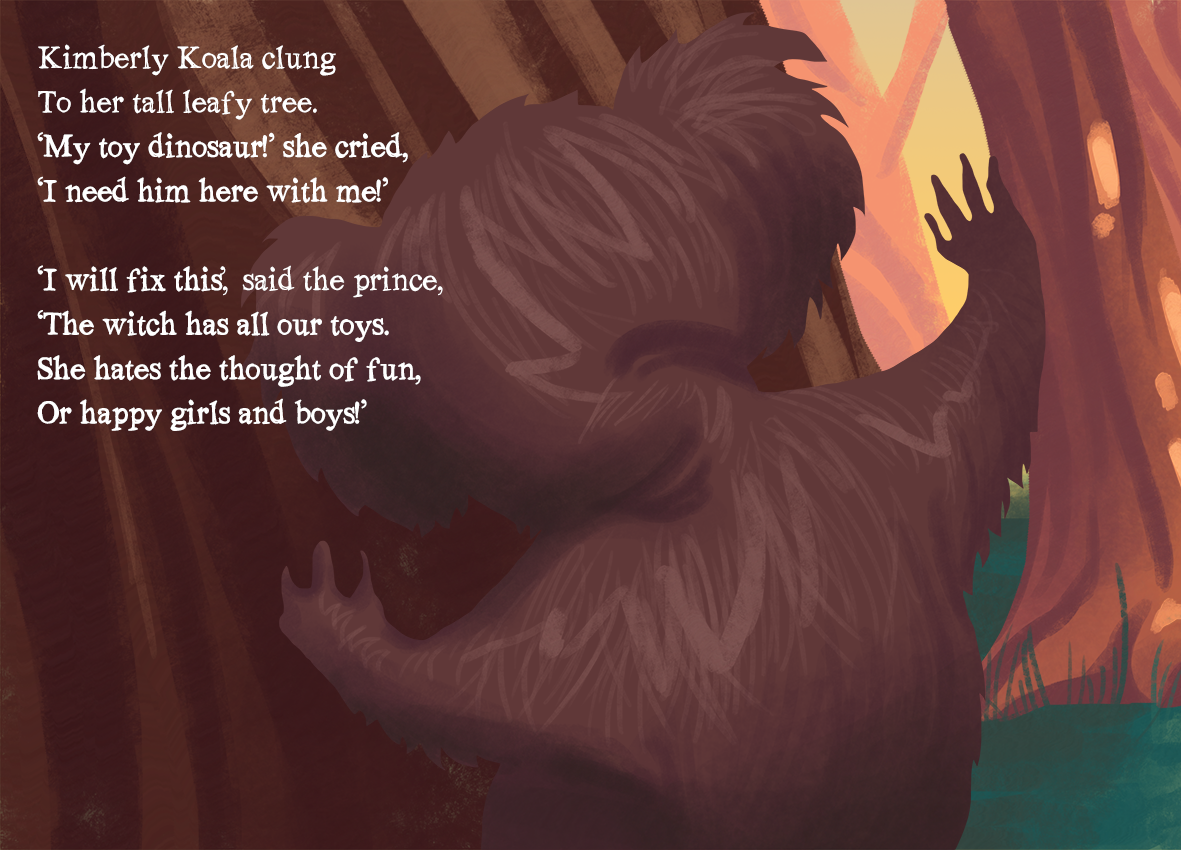 Kimberly Koala clung
To her tall leafy tree.
‘My toy dinosaur!’ she cried,
‘I need him here with me!’
‘I will fix this’, said the prince,
‘The witch has all our toys.
She hates the thought of fun,
Or happy girls and boys!’